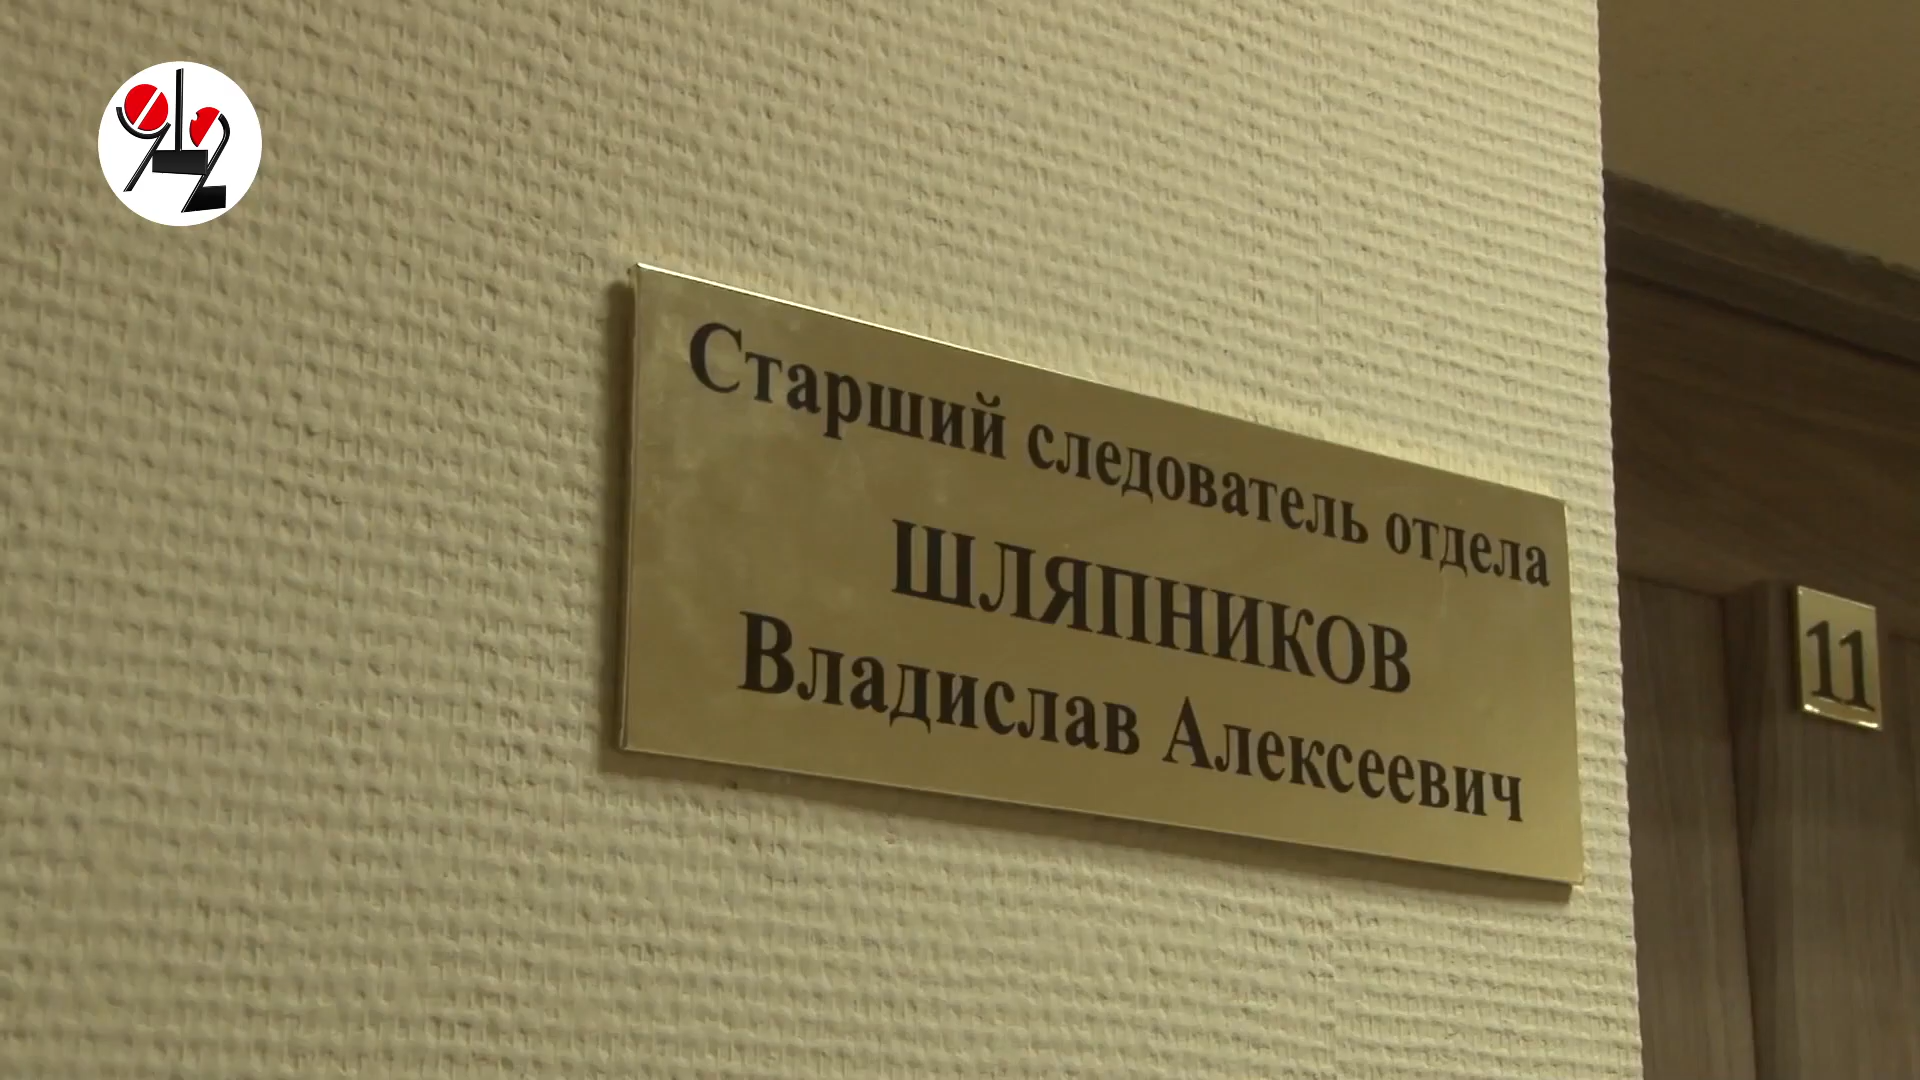 Старший следователь отдела
ШЛЯПНИКОВ
Владислав Алексеевич
11